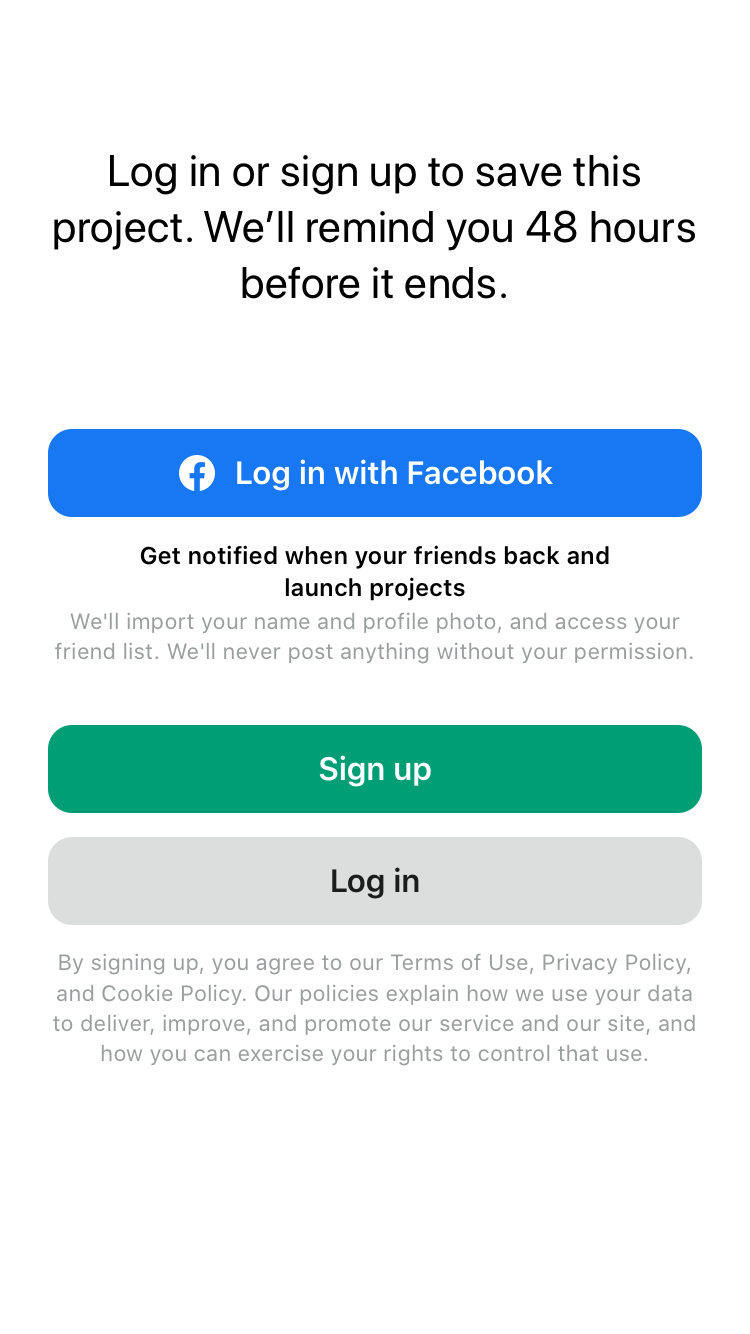 Log in or sign up to save this
project. We’ll remind you 48 hours
before it ends.
Log in with Facebook
Get notified when your friends back and
launch projects
We'll import your name and profile photo, and access your
friend list. We'll never post anything without your permission.
Sign up
Log in
By signing up, you agree to our Terms of Use, Privacy Policy,
and Cookie Policy. Our policies explain how we use your data
to deliver, improve, and promote our service and our site, and
how you can exercise your rights to control that use.